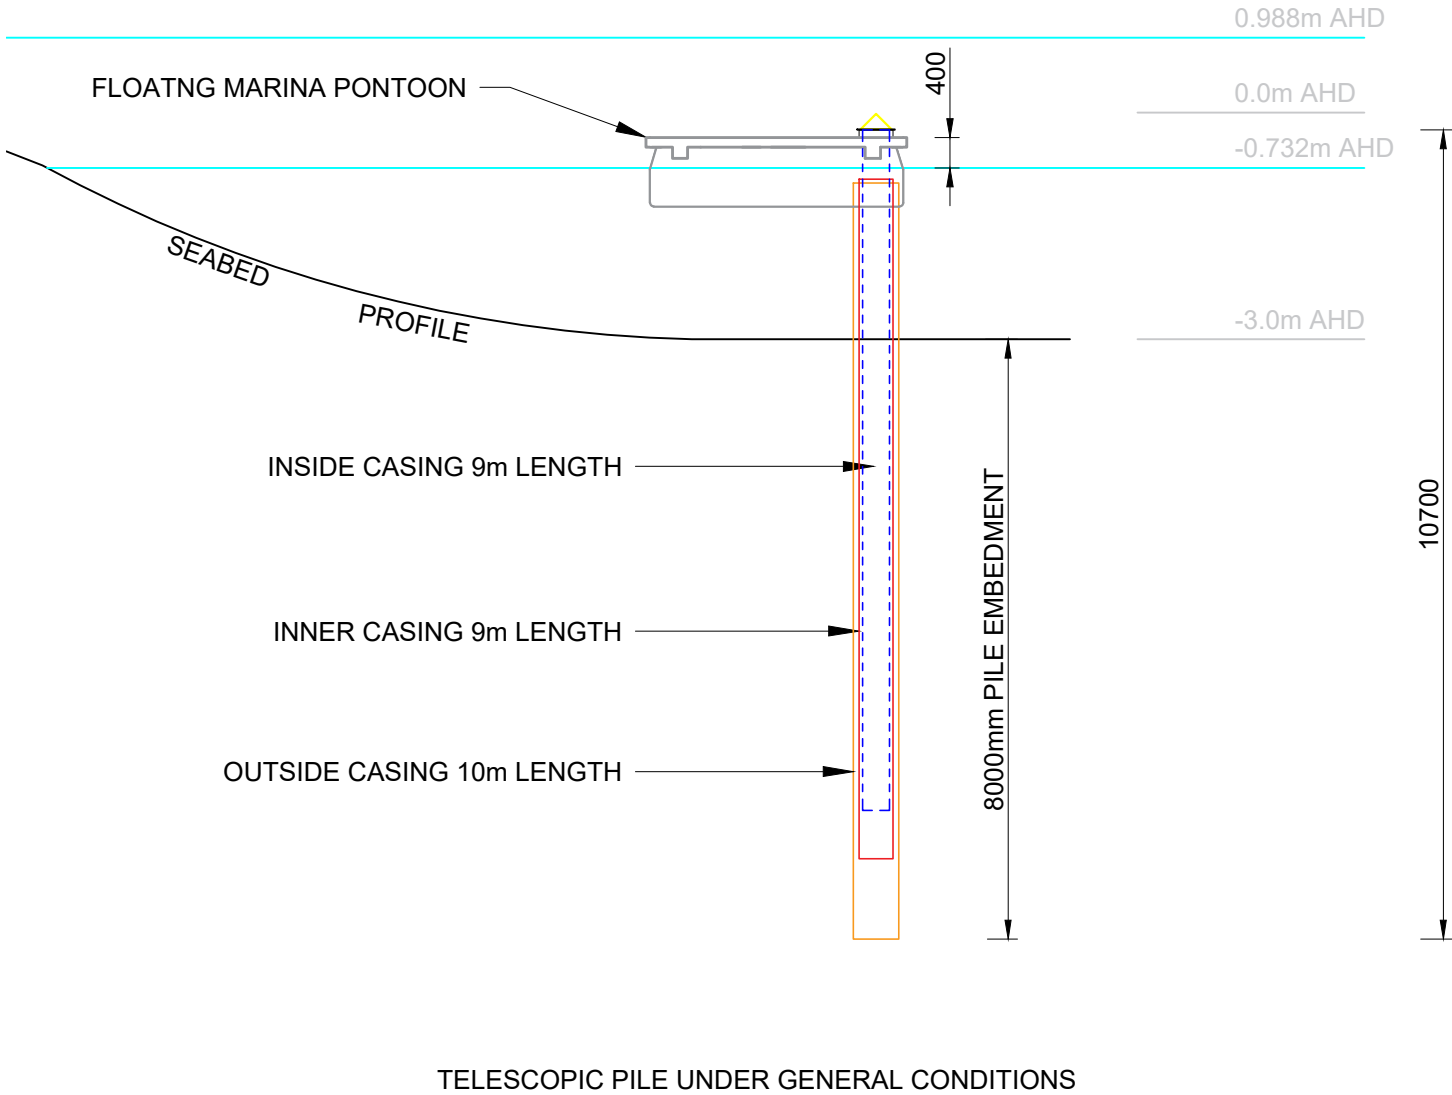 0.988m AHD
FLOATNG MARINA PONTOON
400
0.0m AHD
-0.732m AHD
SEABED
PROFILE
-3.0m AHD
INSIDE CASING 9m LENGTH
INNER CASING 9m LENGTH
OUTSIDE CASING 10m LENGTH
8000mm PILE EMBEDMENT
10700
TELESCOPIC PILE UNDER GENERAL CONDITIONS